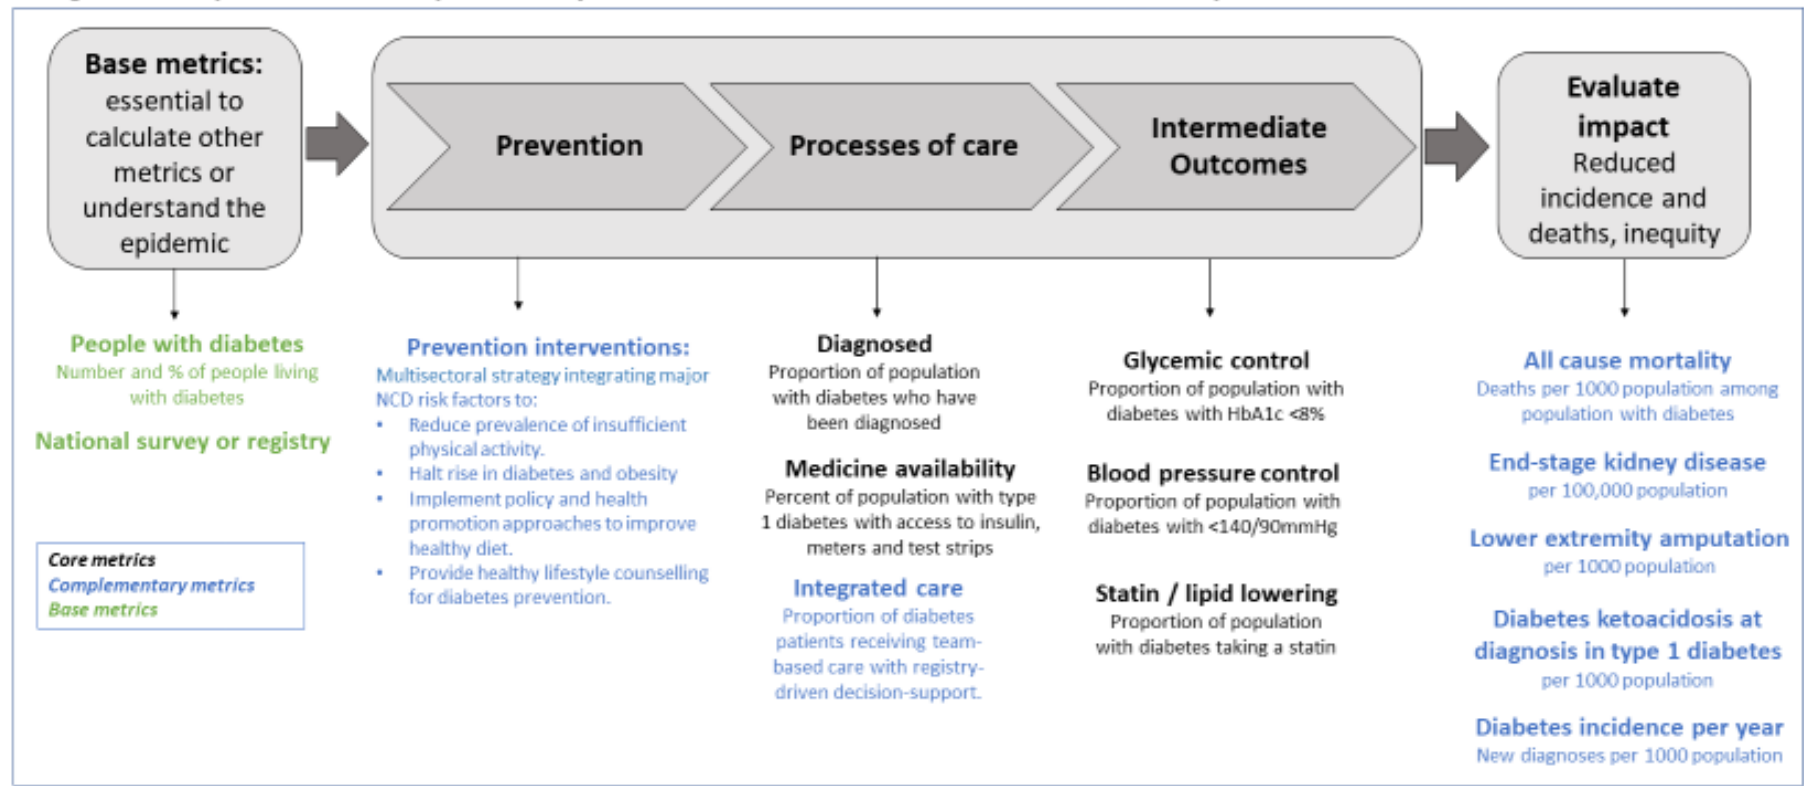 Base metrics:
essential to
calculate other
metrics or
understand the
epidemic
Prevention
Processes of care
Intermediate
Outcomes
Evaluate
impact
Reduced
incidence and
deaths, inequity
People with diabetes
Number and % of people living
with diabetes
National survey or registry
Core metrics
Complementary metrics
Base metrics
Prevention interventions:
Multisectoral strategy integrating major
NCD risk factors to:
• Reduce prevalence of insufficient
physical activity.
• Halt rise in diabetes and obesity
• Implement policy and health
promotion approaches to improve
healthy diet.
• Provide healthy lifestyle counselling
for diabetes prevention.
Diagnosed
Proportion of population
with diabetes who have
been diagnosed
Medicine availability
Percent of population with type
1 diabetes with access to insulin,
meters and test strips
Integrated care
Proportion of diabetes
patients receiving team-
based care with registry-
driven decision-support.
Glycemic control
Proportion of population with
diabetes with HbA1c <8%
Blood pressure control
Proportion of population with
diabetes with <140/90mmHg
Statin / lipid lowering
Proportion of population
with diabetes taking a statin
All cause mortality
Deaths per 1000 population among
population with diabetes
End-stage kidney disease
per 100,000 population
Lower extremity amputation
per 1000 population
Diabetes ketoacidosis at
diagnosis in type 1 diabetes
per 1000 population
Diabetes incidence per year
New diagnoses per 1000 population